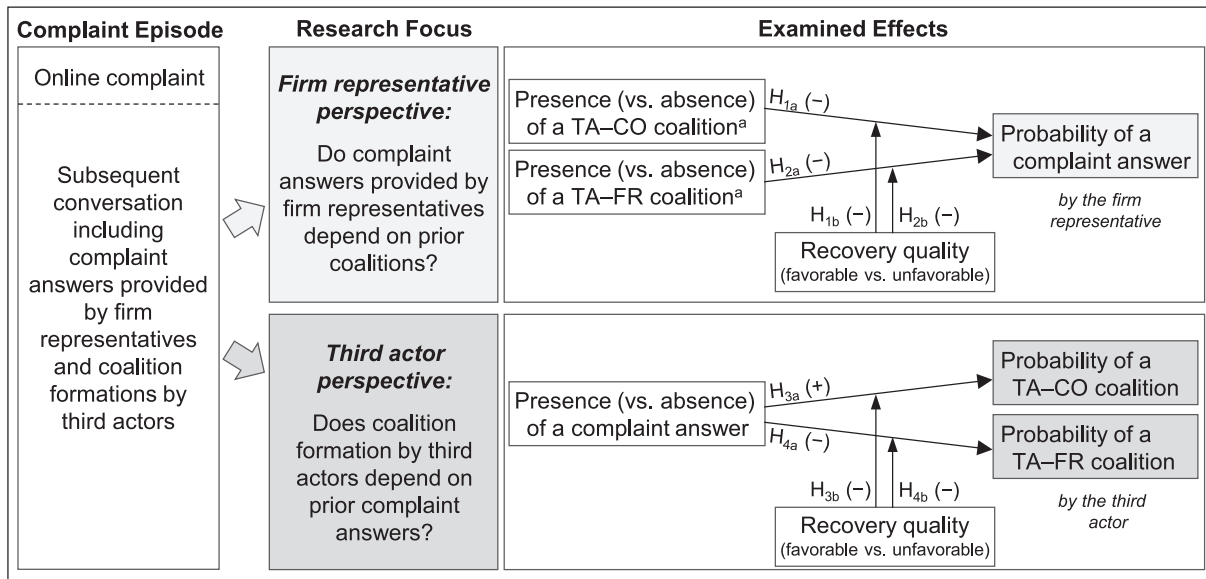 Complaint Episode
Research Focus
Examined Effects
Online complaint
Subsequent
conversation
including
complaint
answers provided
by firm
representatives
and coalition
formations by
third actors
Firm representative
perspective:
Do complaint
answers provided by
firm representatives
depend on prior
coalitions?
Presence (vs. absence)
of a TA–CO coalitionᵃ
Presence (vs. absence)
of a TA–FR coalitionᵃ
H1a (–)
H2a (–)
H1b (–)
H2b (–)
Recovery quality
(favorable vs. unfavorable)
Probability of a
complaint answer
by the firm
representative
Third actor
perspective:
Does coalition
formation by third
actors depend on
prior complaint
answers?
Presence (vs. absence)
of a complaint answer
H3a (+)
H4a (–)
H3b (–)
H4b (–)
Recovery quality
(favorable vs. unfavorable)
Probability of a
TA–CO coalition
Probability of a
TA–FR coalition
by the third
actor